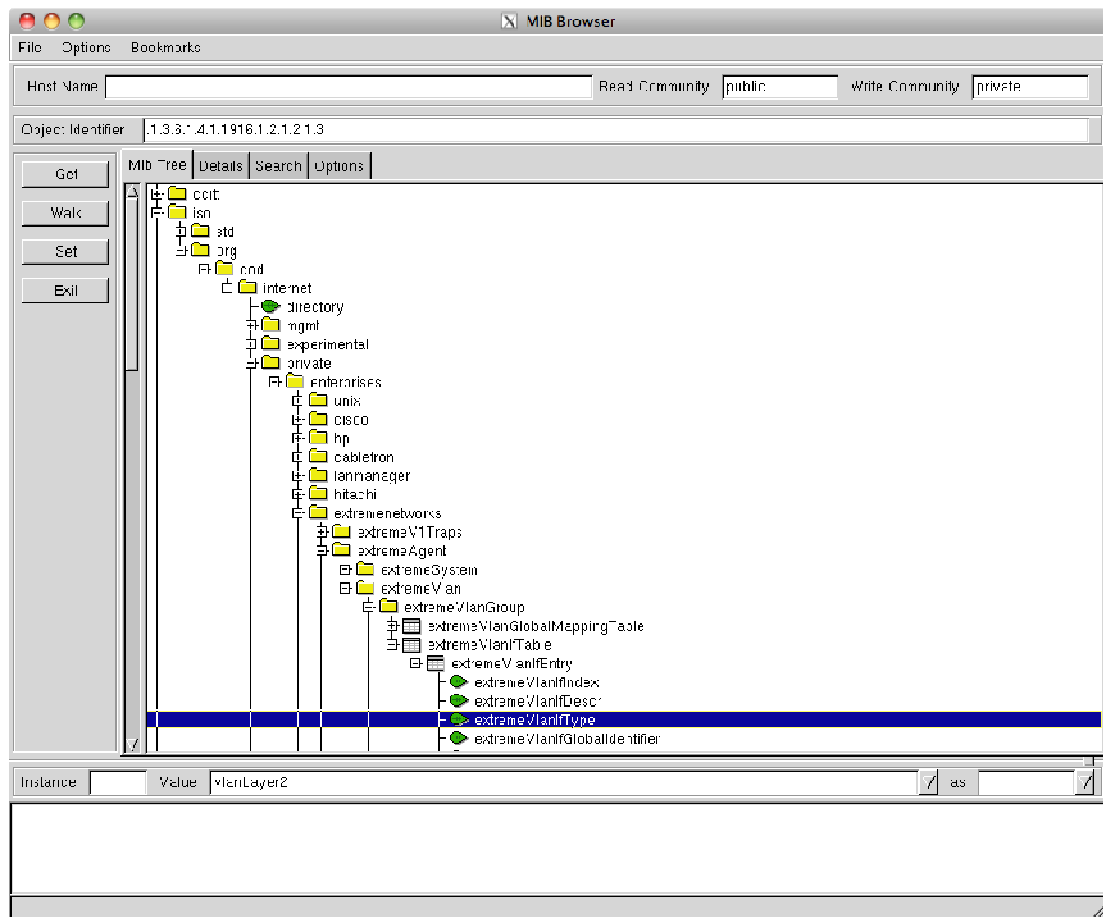 MIB Browser
File Options Bookmarks
Host Name Read Community public Write Community private
Object Identifier .1.3.6.1.4.1.1916.1.2.1.2.1.3
Get
Walk
Set
Exit
MIB Tree Details Search Options
ccitt
iso
std
org
dod
internet
directory
mgmt
experimental
private
enterprises
unix
cisco
hp
cabletron
lanmanager
hitachi
extremenetworks
extremeV1Traps
extremeAgent
extremeSystem
extremeVlan
extremeVlanGroup
extremeVlanGlobalMappingTable
extremeVlanIfTable
extremeVlanIfEntry
extremeVlanIfIndex
extremeVlanIfDescr
extremeVlanIfType
extremeVlanIfGlobalIdentifier
Instance Value vlanLayer2 as